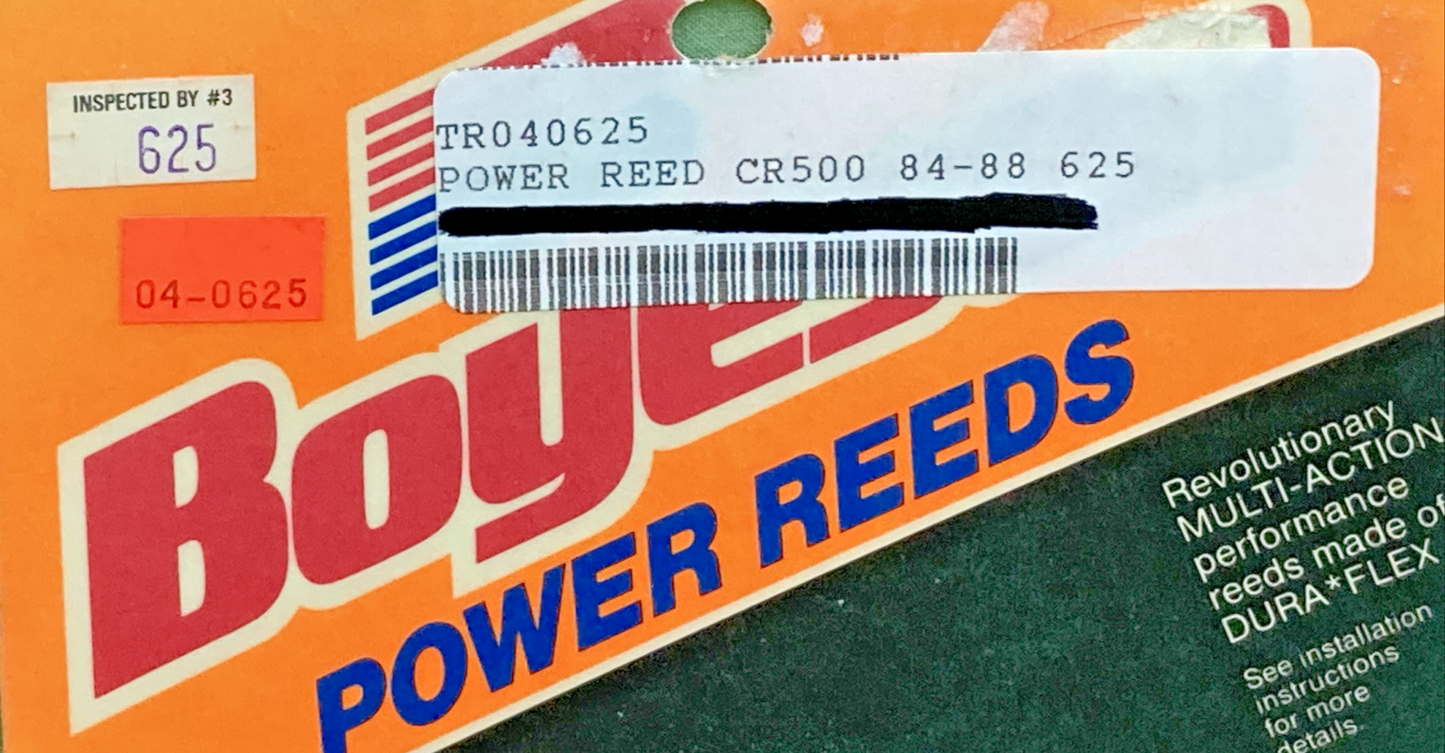 INSPECTED BY #3
625
04-0625
TR040625
POWER REED CR500 84-88 625
Boyes
POWER REEDS
Revolutionary
MULTI-ACTION
performance
reeds made of
DURA*FLEX
See installation
instructions
for more
details.